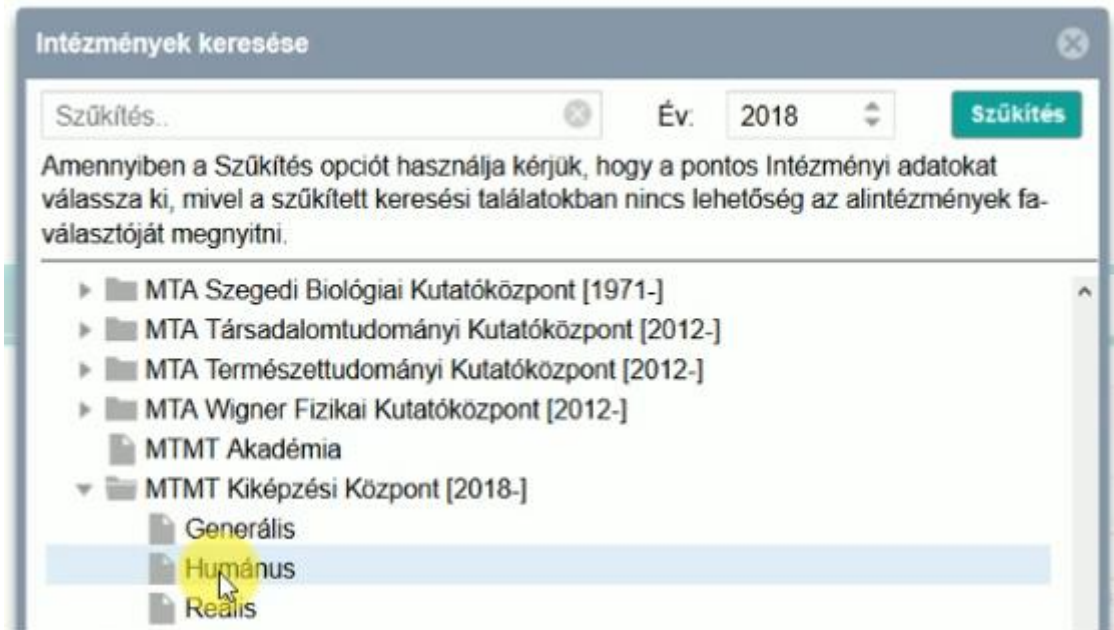 Intézmények keresése
Szűkítés.. Év: 2018 Szűkítés
Amennyiben a Szűkítés opciót használja kérjük, hogy a pontos Intézményi adatokat
válassza ki, mivel a szűkített keresési találatokban nincs lehetőség az alintézmények fa-
választóját megnyitni.
MTA Szegedi Biológiai Kutatóközpont [1971-]
MTA Társadalomtudományi Kutatóközpont [2012-]
MTA Természettudományi Kutatóközpont [2012-]
MTA Wigner Fizikai Kutatóközpont [2012-]
MTMT Akadémia
MTMT Kiképzési Központ [2018-]
Generális
Humánus
Reális